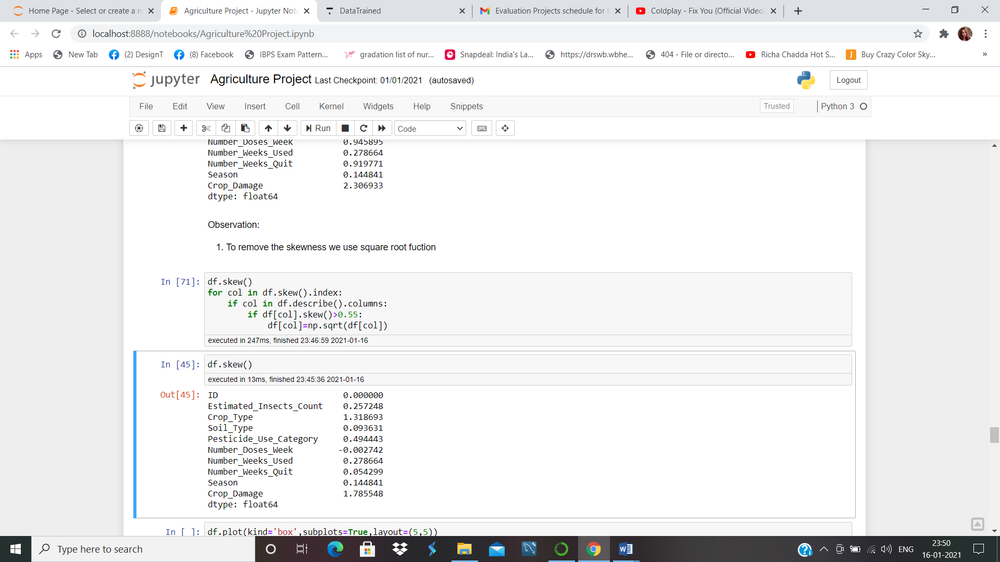 Home Page - Select or create a n
Agriculture Project - Jupyter Note
DataTrained
Evaluation Projects schedule for
Coldplay - Fix You (Official Video
localhost:8888/notebooks/Agriculture%20Project.ipynb
Apps
New Tab
(2) DesignT
(8) Facebook
IBPS Exam Pattern...
gradation list of nur...
Snapdeal: India's La...
https://drswb.wbhe...
404 - File or directo...
Richa Chadda Hot S...
Buy Crazy Color Sky...
»
jupyter Agriculture Project Last Checkpoint: 01/01/2021 (autosaved)
Logout
File Edit View Insert Cell Kernel Widgets Help Snippets
Trusted
Python 3
Run
Code
Number_Doses_Week 0.945895
Number_Weeks_Used 0.278664
Number_Weeks_Quit 0.919771
Season 0.144841
Crop_Damage 2.306933
dtype: float64
Observation:
1. To remove the skewness we use square root fuction
In [71]: df.skew()
for col in df.skew().index:
    if col in df.describe().columns:
        if df[col].skew()>0.55:
            df[col]=np.sqrt(df[col])
executed in 247ms, finished 23:46:59 2021-01-16
In [45]: df.skew()
executed in 13ms, finished 23:45:36 2021-01-16
Out[45]: ID 0.000000
Estimated_Insects_Count 0.257248
Crop_Type 1.318693
Soil_Type 0.093631
Pesticide_Use_Category 0.494443
Number_Doses_Week -0.002742
Number_Weeks_Used 0.278664
Number_Weeks_Quit 0.054299
Season 0.144841
Crop_Damage 1.785548
dtype: float64
In [ ]: df.plot(kind='box',subplots=True,layout=(5,5))
Type here to search
ENG
23:50
16-01-2021